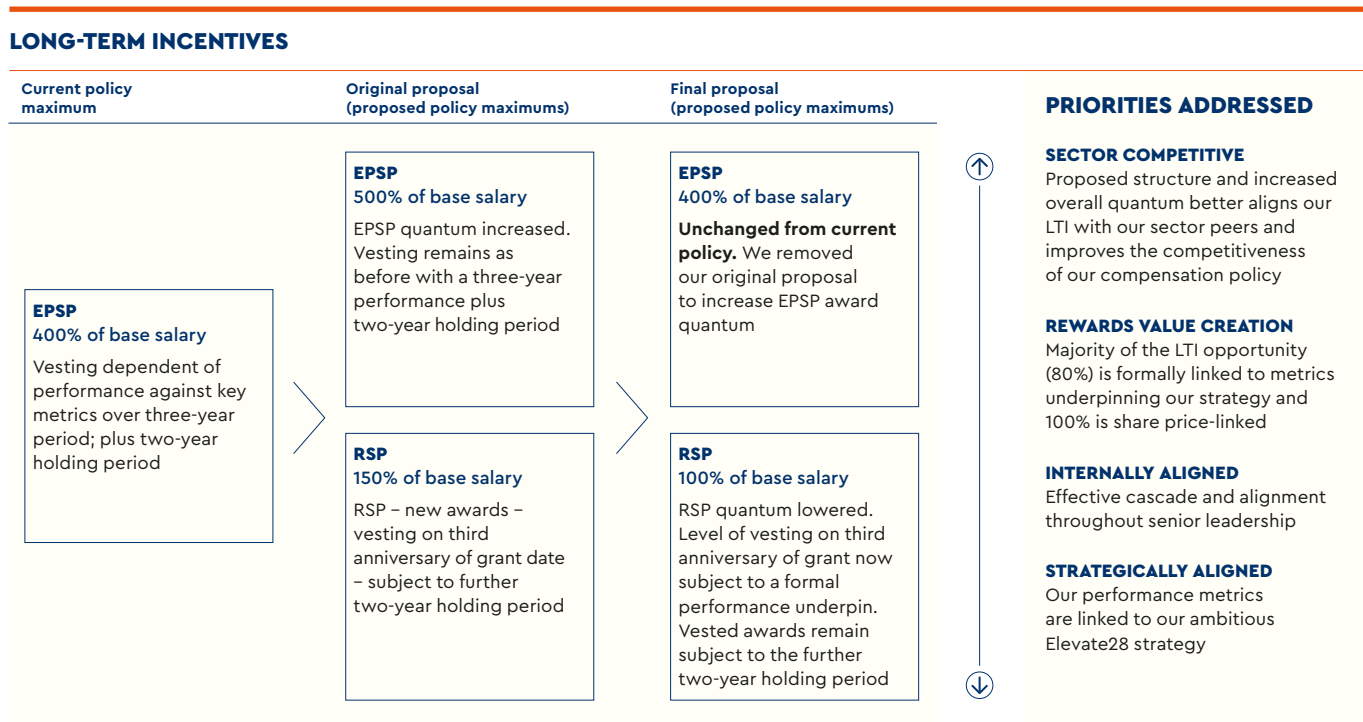 LONG-TERM INCENTIVES
Current policy
maximum
Original proposal
(proposed policy maximums)
Final proposal
(proposed policy maximums)
EPSP
400% of base salary
Vesting dependent of
performance against key
metrics over three-year
period; plus two-year
holding period
EPSP
500% of base salary
EPSP quantum increased.
Vesting remains as
before with a three-year
performance plus
two-year holding period
RSP
150% of base salary
RSP – new awards –
vesting on third
anniversary of grant date
– subject to further
two-year holding period
EPSP
400% of base salary
Unchanged from current
policy. We removed
our original proposal
to increase EPSP award
quantum
RSP
100% of base salary
RSP quantum lowered.
Level of vesting on third
anniversary of grant now
subject to a formal
performance underpin.
Vested awards remain
subject to the further
two-year holding period
PRIORITIES ADDRESSED
SECTOR COMPETITIVE
Proposed structure and increased
overall quantum better aligns our
LTI with our sector peers and
improves the competitiveness
of our compensation policy
REWARDS VALUE CREATION
Majority of the LTI opportunity
(80%) is formally linked to metrics
underpinning our strategy and
100% is share price-linked
INTERNALLY ALIGNED
Effective cascade and alignment
throughout senior leadership
STRATEGICALLY ALIGNED
Our performance metrics
are linked to our ambitious
Elevate28 strategy